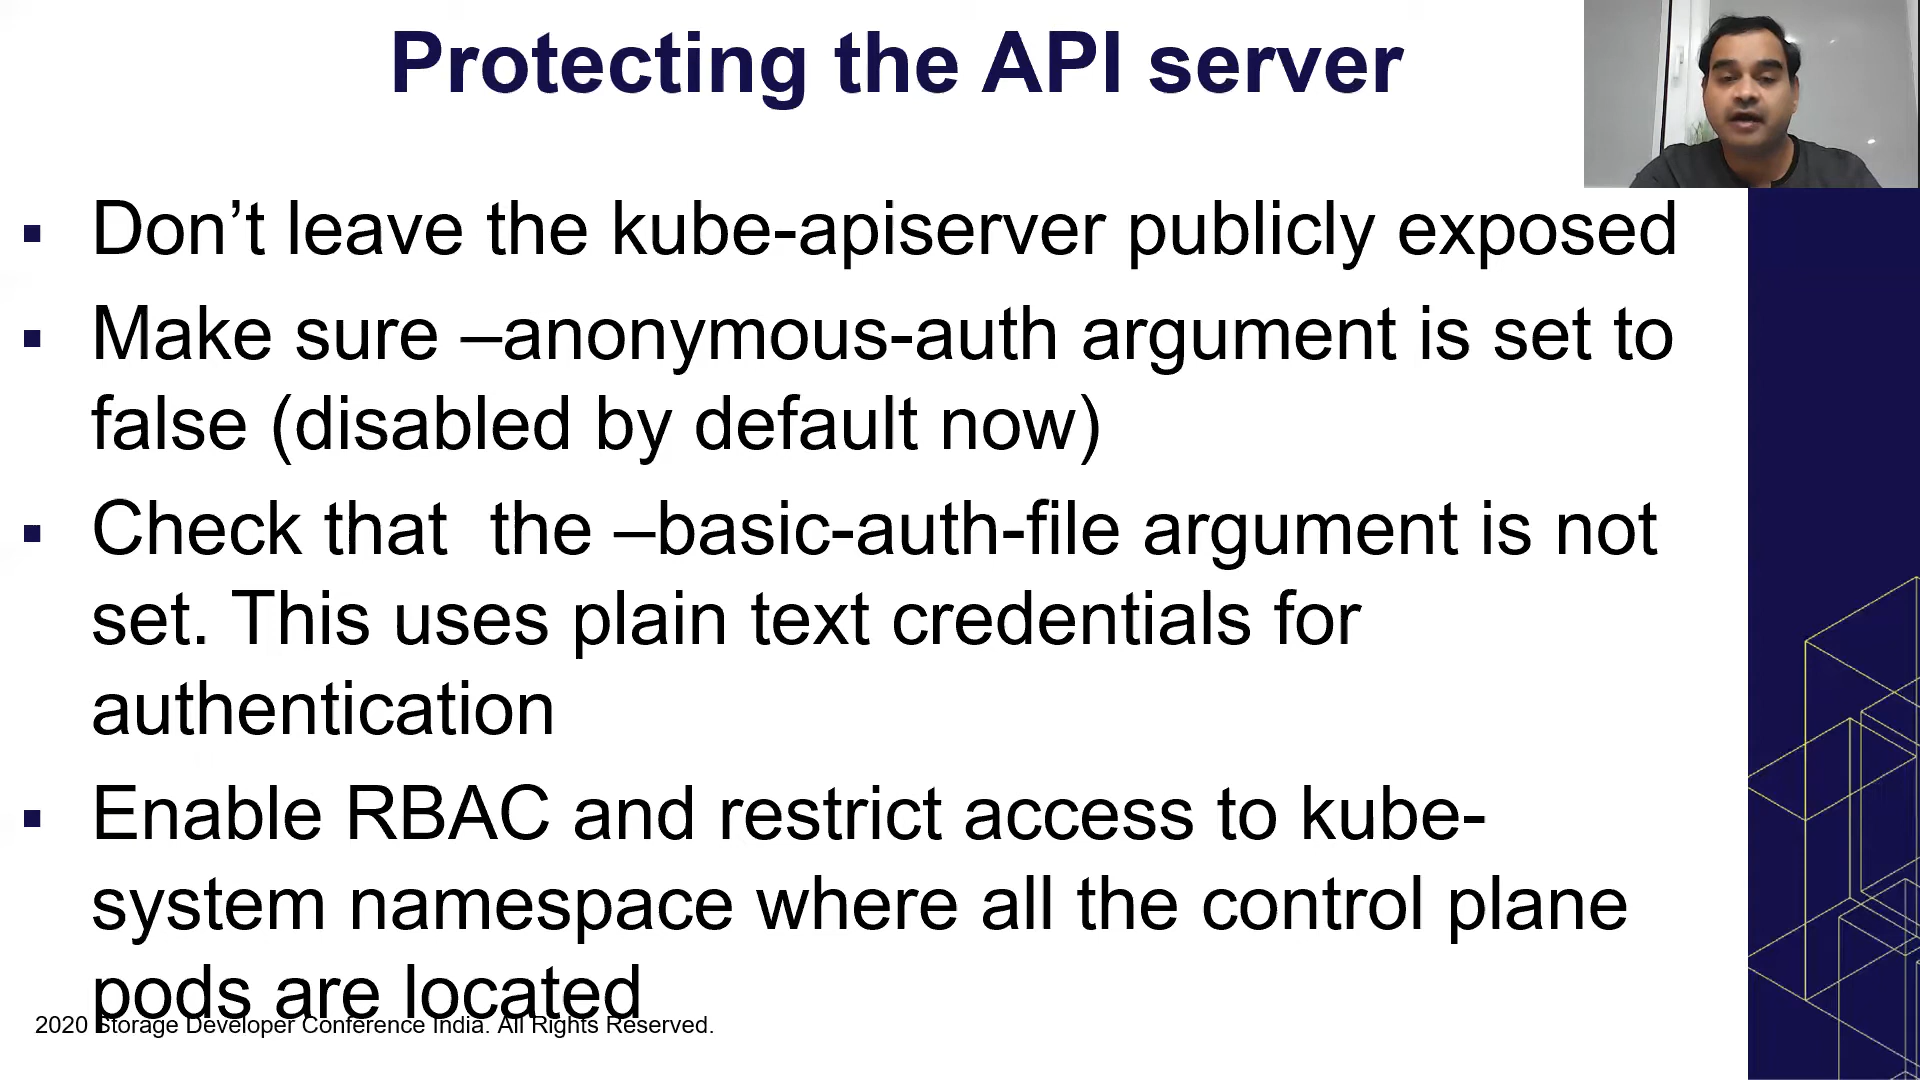 Protecting the API server
▪ Don’t leave the kube-apiserver publicly exposed
▪ Make sure –anonymous-auth argument is set to
false (disabled by default now)
▪ Check that  the –basic-auth-file argument is not
set. This uses plain text credentials for
authentication
▪ Enable RBAC and restrict access to kube-
system namespace where all the control plane
pods are located
2020 Storage Developer Conference India. All Rights Reserved.